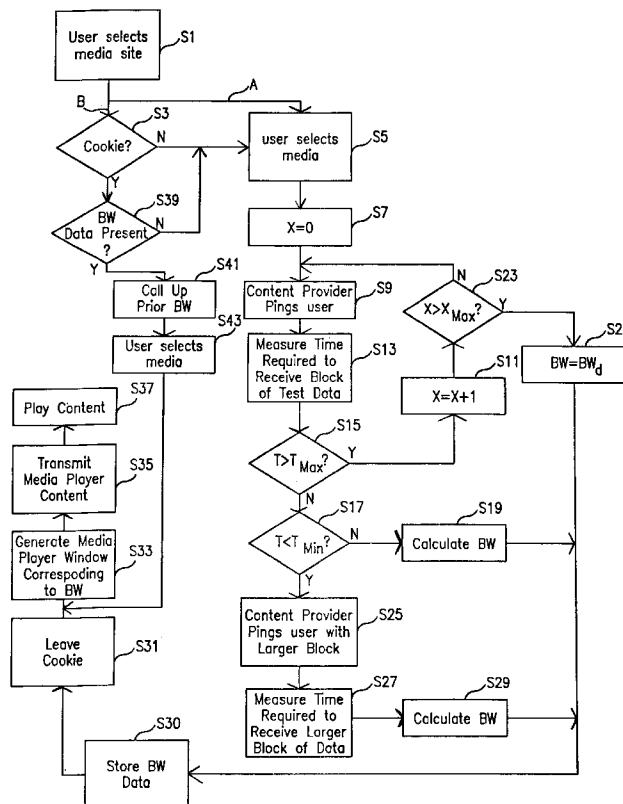 User selects
media site
S1
A
B
S3
Cookie?
N
Y
user selects
media
S5
S39
BW
Data Present
?
N
Y
X=0
S7
S41
Call Up
Prior BW
S43
User selects
media
Content Provider
Pings user
S9
N
S23
X>XMax?
Y
S2
BW=BWd
Measure Time
Required to
Receive Block
of Test Data
S13
S11
X=X+1
S37
Play Content
S35
Transmit
Media Player
Content
S15
T>TMax?
Y
N
S17
T<TMin?
N
Y
S19
Calculate BW
S33
Generate Media
Player Window
Correspoding
to BW
Content Provider
Pings user with
Larger Block
S25
Leave
Cookie
S31
S27
Measure Time
Required to
Receive Larger
Block of Data
S29
Calculate BW
S30
Store BW
Data